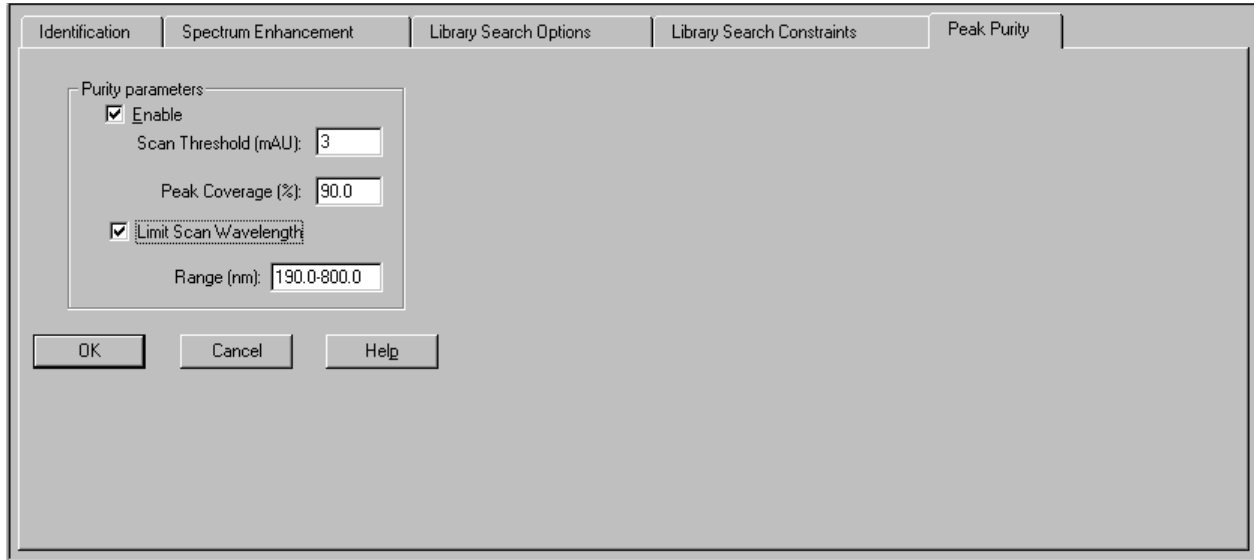 Identification Spectrum Enhancement Library Search Options Library Search Constraints Peak Purity
Purity parameters
Enable
Scan Threshold (mAU): 3
Peak Coverage (%): 90.0
Limit Scan Wavelength
Range (nm): 190.0-800.0
OK Cancel Help